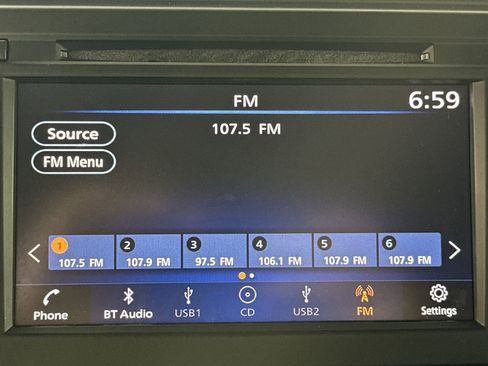 FM 6:59
Source 107.5 FM
FM Menu
1 2 3 4 5 6
107.5 FM 107.9 FM 97.5 FM 106.1 FM 107.9 FM 107.9 FM
Phone BT Audio USB1 CD USB2 FM Settings